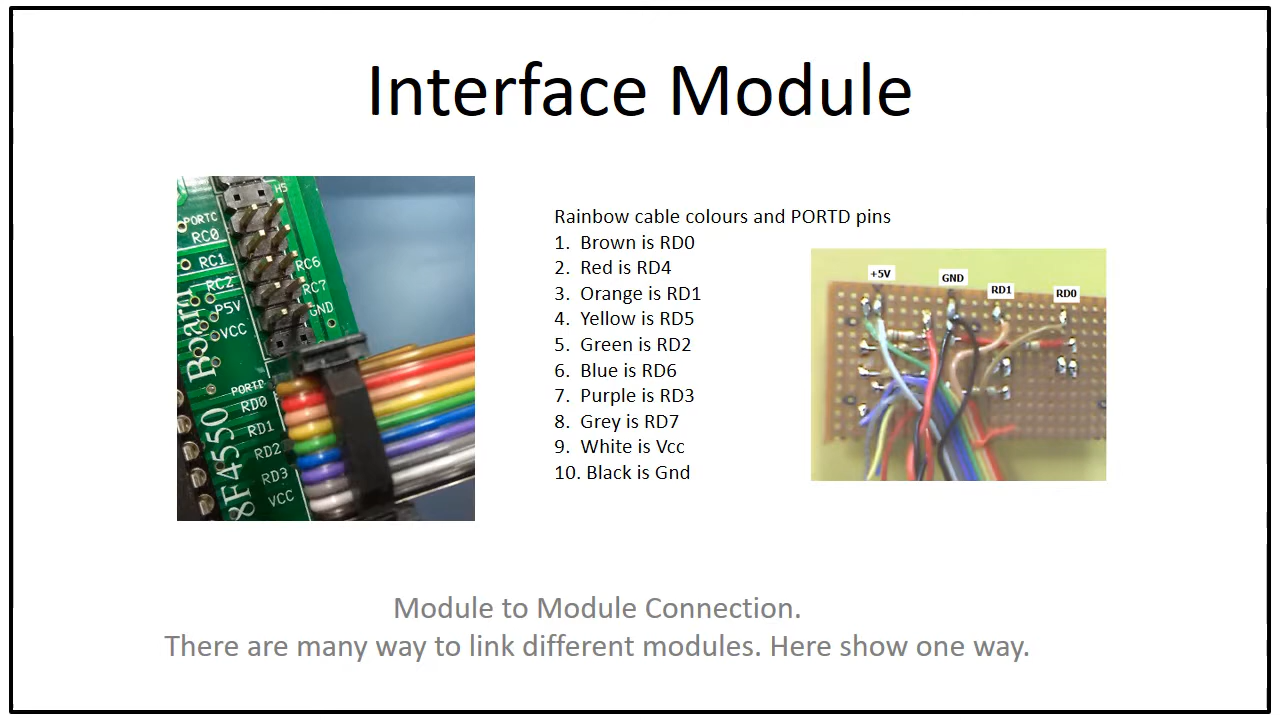 Interface Module
H5
PORTC
RC0
RC1
RC2
P5V
VCC
RC6
RC7
GND
Board
18F4550
PORTD
RD0
RD1
RD2
RD3
VCC
Rainbow cable colours and PORTD pins
1. Brown is RD0
2. Red is RD4
3. Orange is RD1
4. Yellow is RD5
5. Green is RD2
6. Blue is RD6
7. Purple is RD3
8. Grey is RD7
9. White is Vcc
10. Black is Gnd
+5V
GND
RD1
RD0
Module to Module Connection.
There are many way to link different modules. Here show one way.